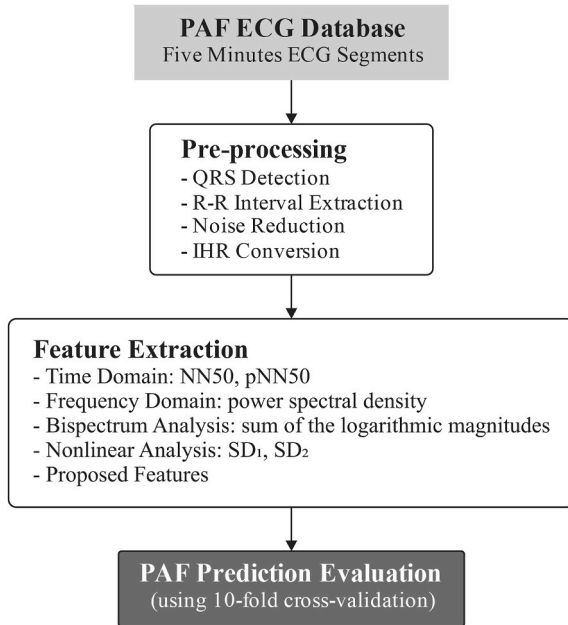 PAF ECG Database
Five Minutes ECG Segments
Pre-processing
- QRS Detection
- R-R Interval Extraction
- Noise Reduction
- IHR Conversion
Feature Extraction
- Time Domain: NN50, pNN50
- Frequency Domain: power spectral density
- Bispectrum Analysis: sum of the logarithmic magnitudes
- Nonlinear Analysis: SD₁, SD₂
- Proposed Features
PAF Prediction Evaluation
(using 10-fold cross-validation)